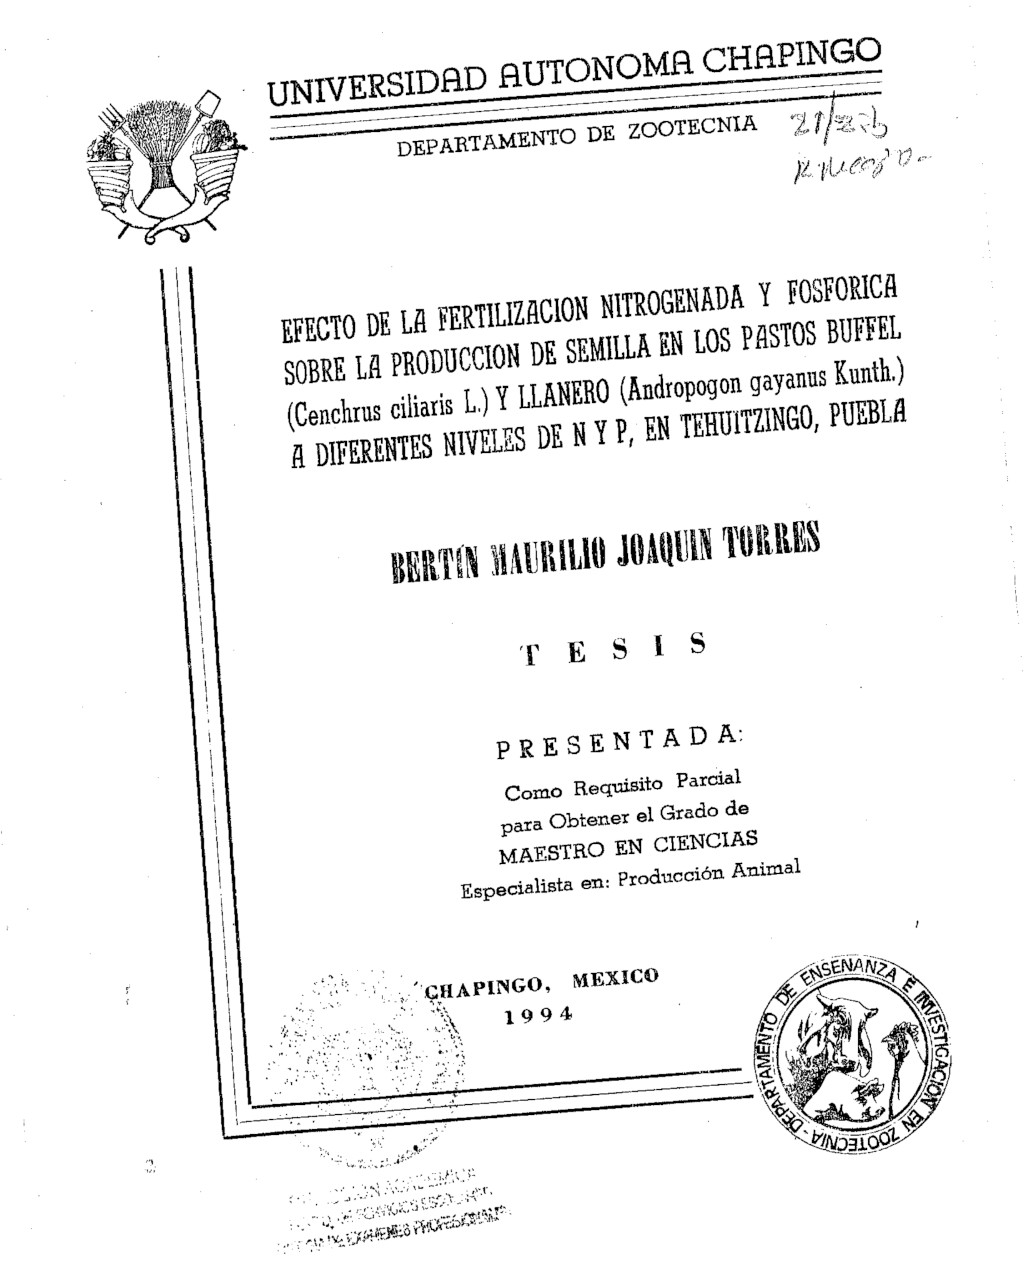 UNIVERSIDAD AUTONOMA CHAPINGO
DEPARTAMENTO DE ZOOTECNIA
EFECTO DE LA FERTILIZACION NITROGENADA Y FOSFORICA
SOBRE LA PRODUCCION DE SEMILLA EN LOS PASTOS BUFFEL
(Cenchrus ciliaris L.) Y LLANERO (Andropogon gayanus Kunth.)
A DIFERENTES NIVELES DE N Y P, EN TEHUITZINGO, PUEBLA
BERTÍN MAURILIO JOAQUIN TORRES
T E S I S
PRESENTADA:
Como Requisito Parcial
para Obtener el Grado de
MAESTRO EN CIENCIAS
Especialista en: Producción Animal
CHAPINGO, MEXICO
1994
DEPARTAMENTO DE ENSEÑANZA E INVESTIGACION EN ZOOTECNIA
EXAMENES PROFESIONALES